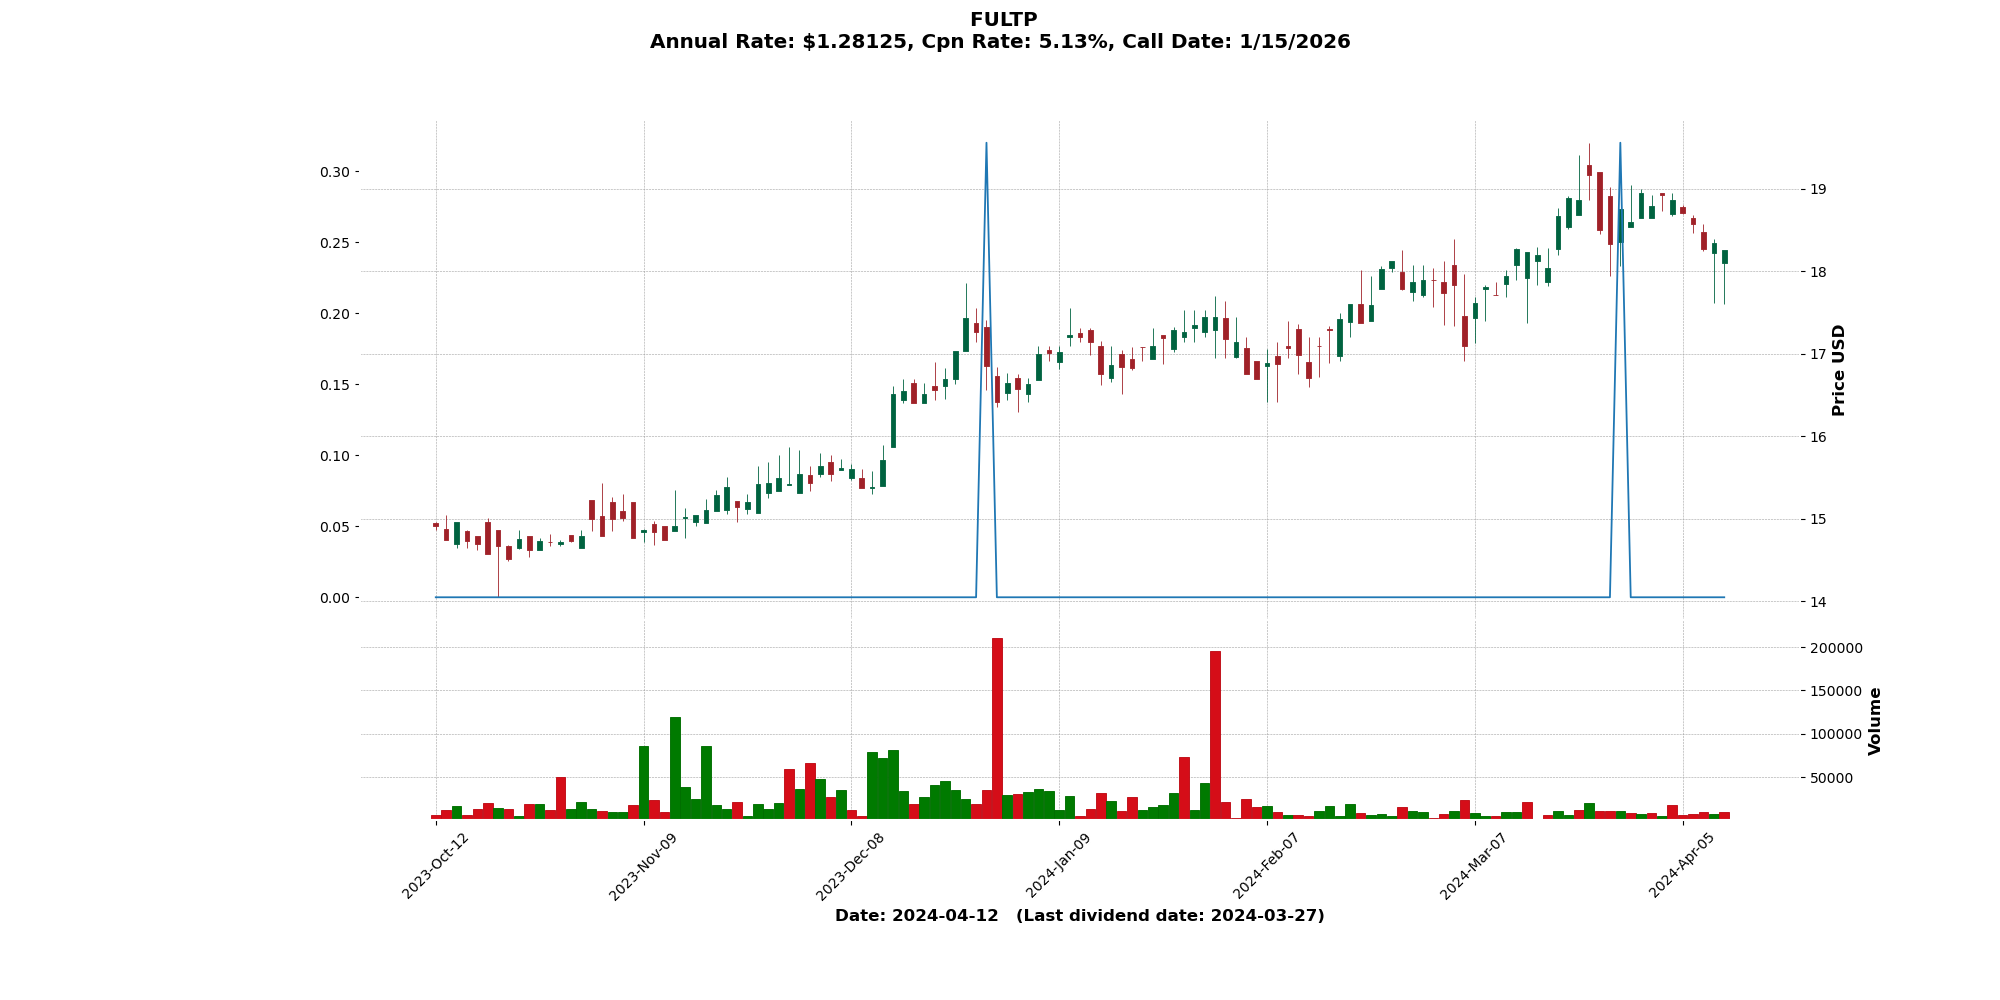 FULTP
Annual Rate: $1.28125, Cpn Rate: 5.13%, Call Date: 1/15/2026
0.30
0.25
0.20
0.15
0.10
0.05
0.00
19
18
17
16
15
14
Price USD
200000
150000
100000
50000
Volume
2023-Oct-12
2023-Nov-09
2023-Dec-08
2024-Jan-09
2024-Feb-07
2024-Mar-07
2024-Apr-05
Date: 2024-04-12 (Last dividend date: 2024-03-27)